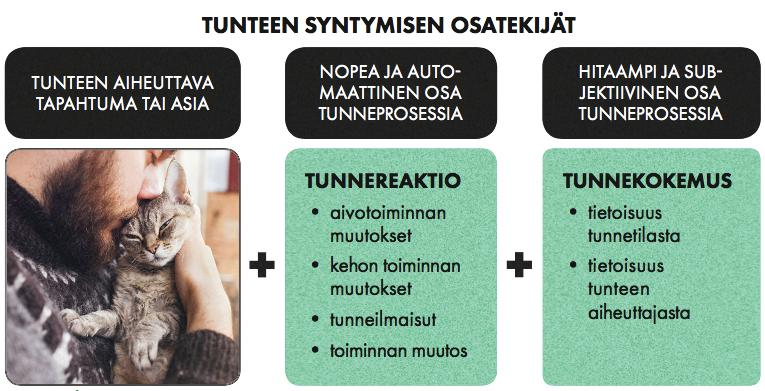 TUNTEEN SYNTYMISEN OSATEKIJÄT
TUNTEEN AIHEUTTAVA
TAPAHTUMA TAI ASIA
NOPEA JA AUTO-
MAATTINEN OSA
TUNNEPROSESSIA
HITAAMPI JA SUB-
JEKTIIVINEN OSA
TUNNEPROSESSIA
+
TUNNEREAKTIO
• aivotoiminnan
muutokset
• kehon toiminnan
muutokset
• tunneilmaisut
• toiminnan muutos
+
TUNNEKOKEMUS
• tietoisuus
tunnetilasta
• tietoisuus
tunteen
aiheuttajasta